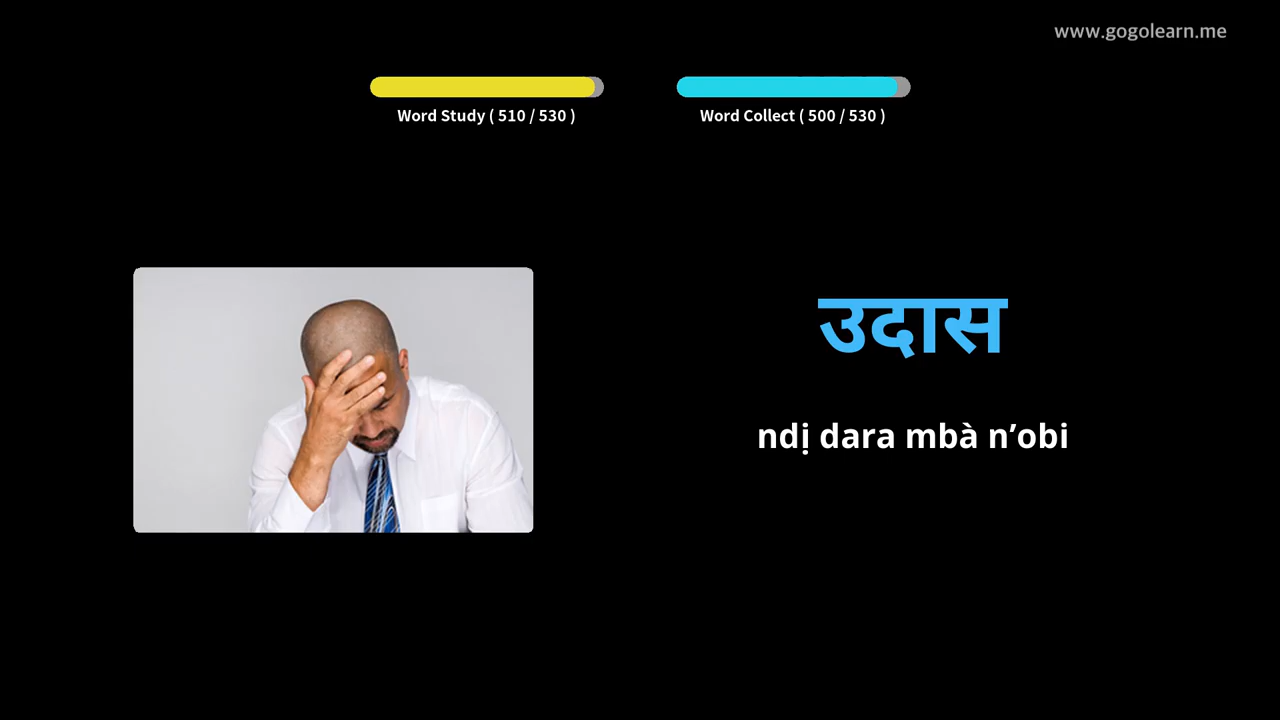 www.gogolearn.me
Word Study ( 510 / 530 )
Word Collect ( 500 / 530 )
उदास
ndị dara mbà n’obi